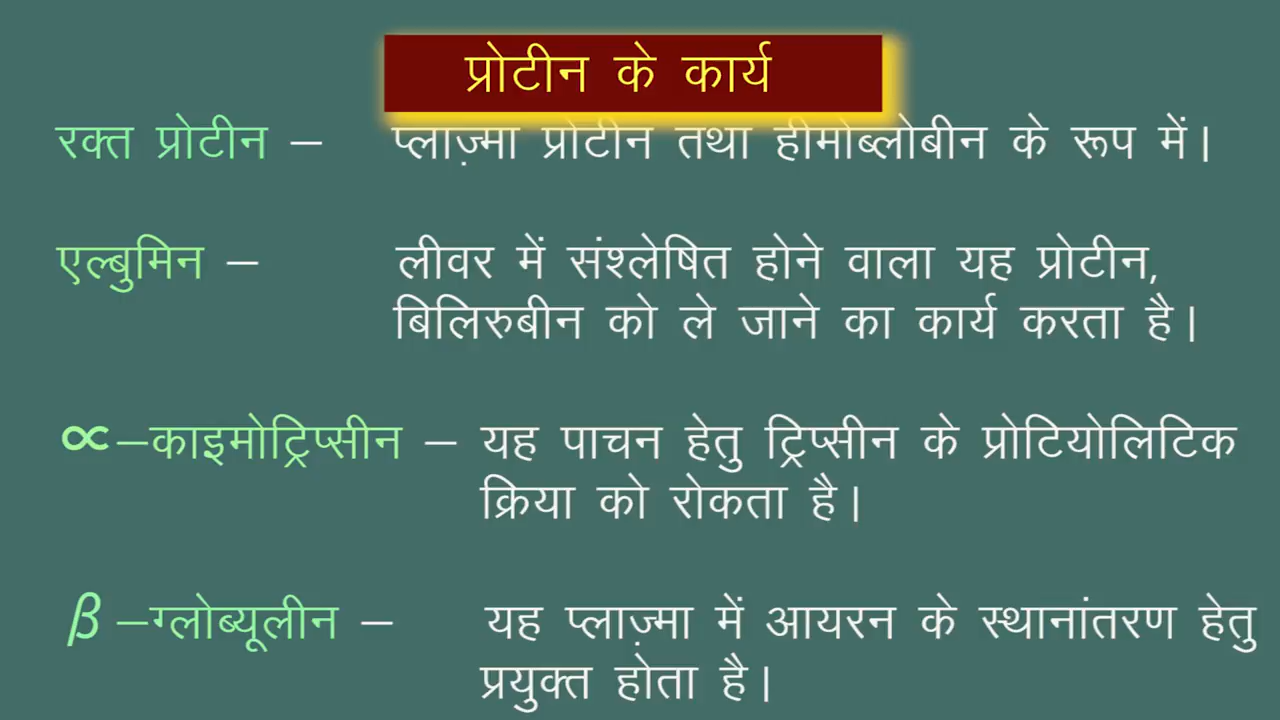 प्रोटीन के कार्य
रक्त प्रोटीन – प्लाज़्मा प्रोटीन तथा हीमोब्लोबीन के रूप में।
एल्बुमिन – लीवर में संश्लेषित होने वाला यह प्रोटीन,
बिलिरुबीन को ले जाने का कार्य करता है।
∝–काइमोट्रिप्सीन – यह पाचन हेतु ट्रिप्सीन के प्रोटियोलिटिक
क्रिया को रोकता है।
β –ग्लोब्यूलीन – यह प्लाज़्मा में आयरन के स्थानांतरण हेतु
प्रयुक्त होता है।